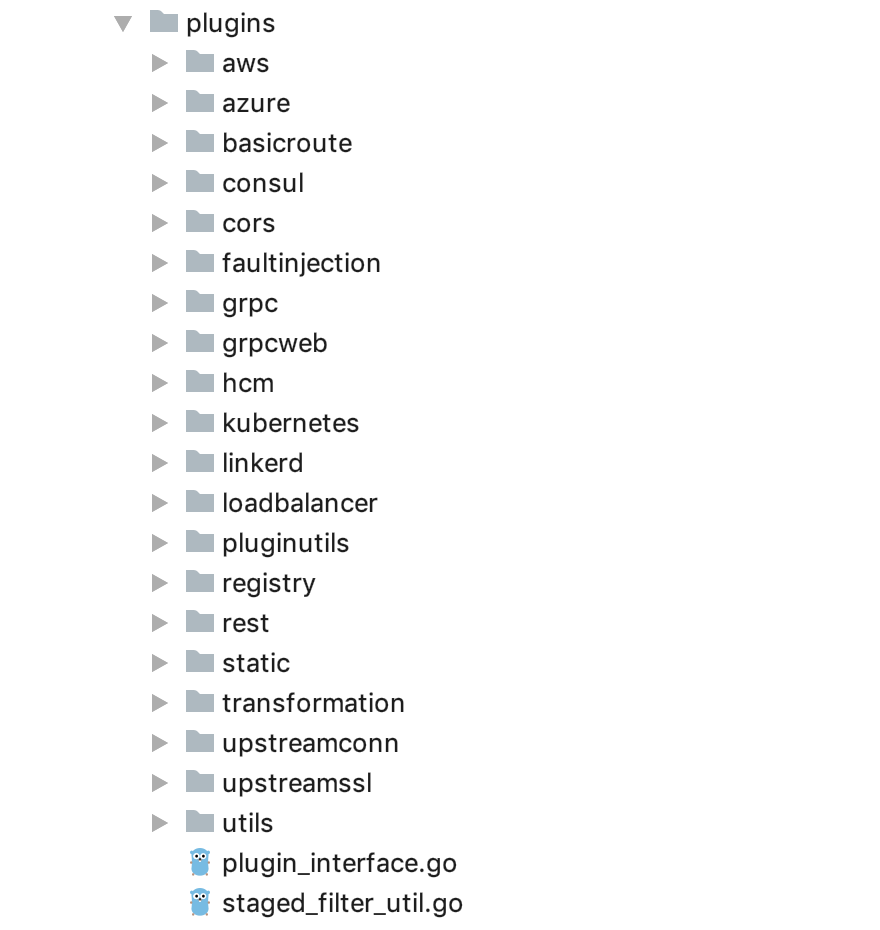 plugins
aws
azure
basicroute
consul
cors
faultinjection
grpc
grpcweb
hcm
kubernetes
linkerd
loadbalancer
pluginutils
registry
rest
static
transformation
upstreamconn
upstreamssl
utils
plugin_interface.go
staged_filter_util.go